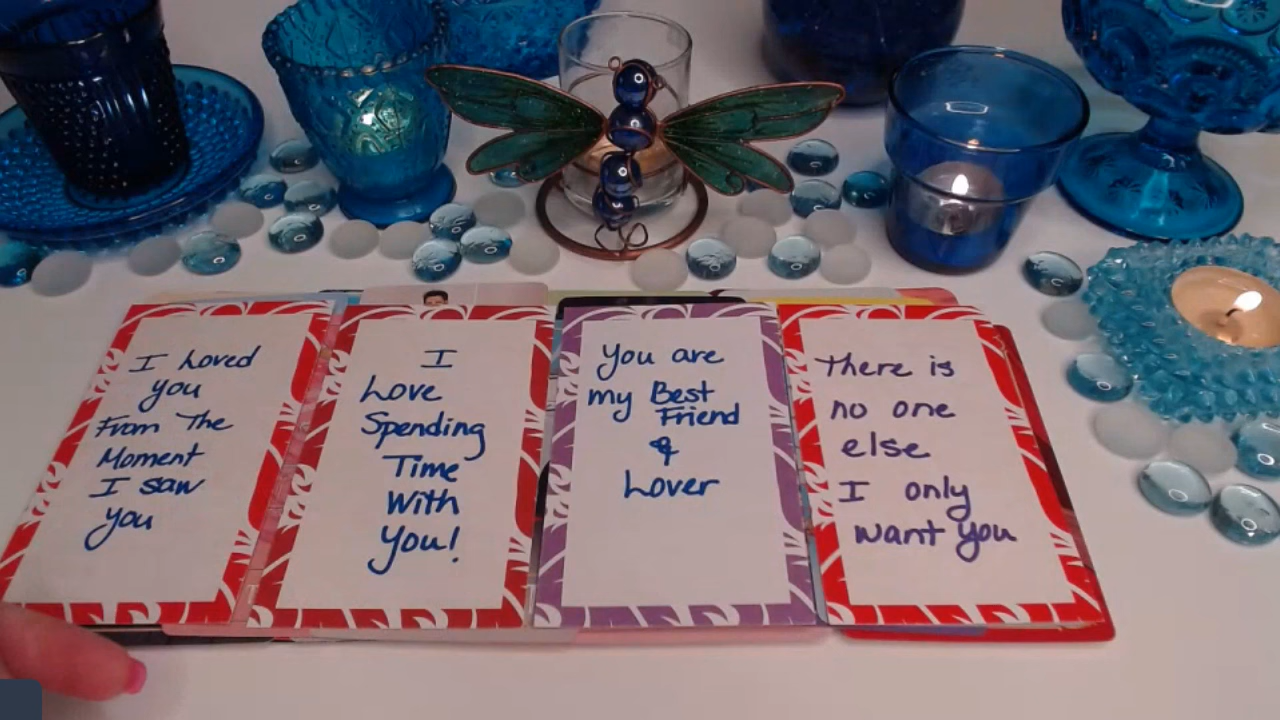 I Loved
you
From The
Moment
I saw
you
I
Love
Spending
Time
With
You!
You are
my Best
Friend
&
Lover
There is
no one
else
I only
want you